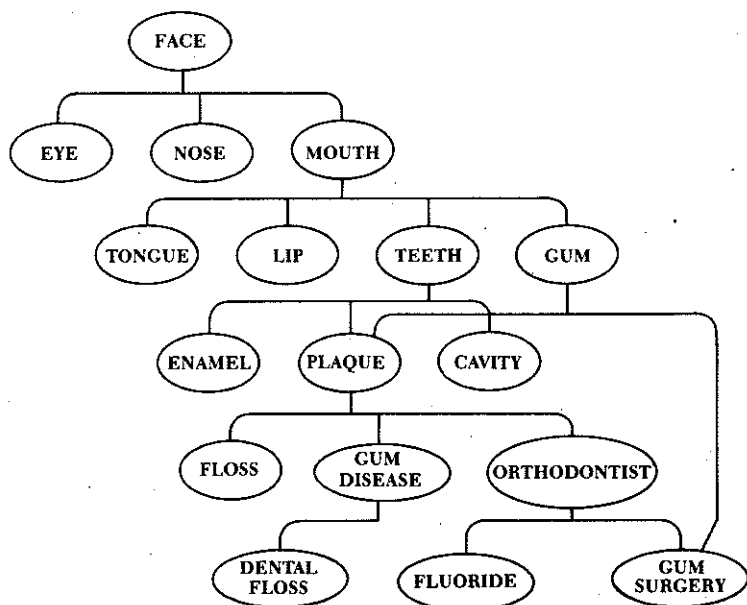 FACE
EYE NOSE MOUTH
TONGUE LIP TEETH GUM
ENAMEL PLAQUE CAVITY
FLOSS GUM DISEASE ORTHODONTIST
DENTAL FLOSS FLUORIDE GUM SURGERY